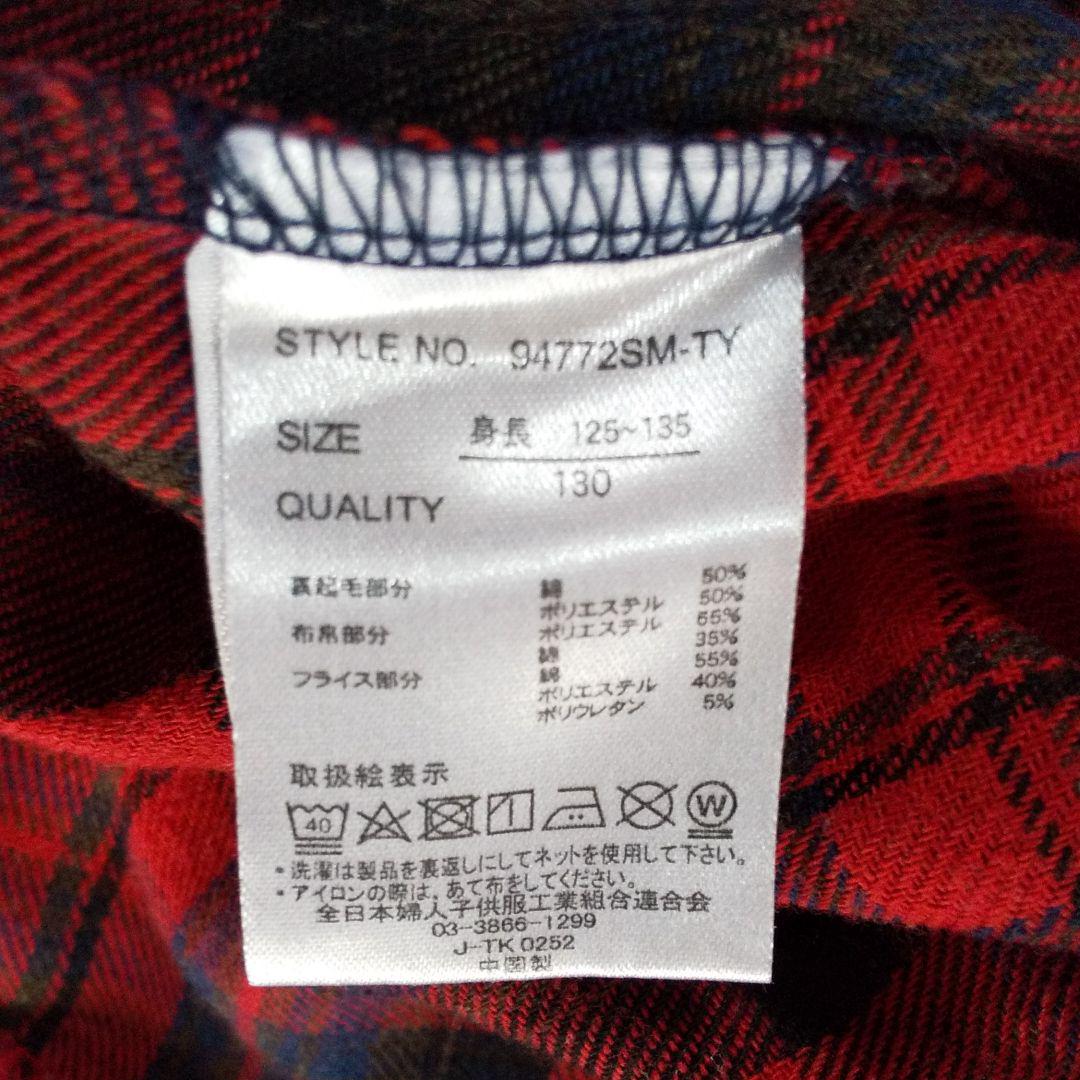 STYLE NO. 94772SM-TY
SIZE 身長 125~135
130
QUALITY
裏起毛部分 綿 50%
ポリエステル 50%
布帛部分 ポリエステル 65%
綿 35%
フライス部分 綿 55%
ポリエステル 40%
ポリウレタン 5%
取扱絵表示
40 W
・洗濯は製品を裏返しにしてネットを使用して下さい。
・アイロンの際は、あて布をしてください。
全日本婦人子供服工業組合連合会
03-3866-1299
J-TK 0252
中国製